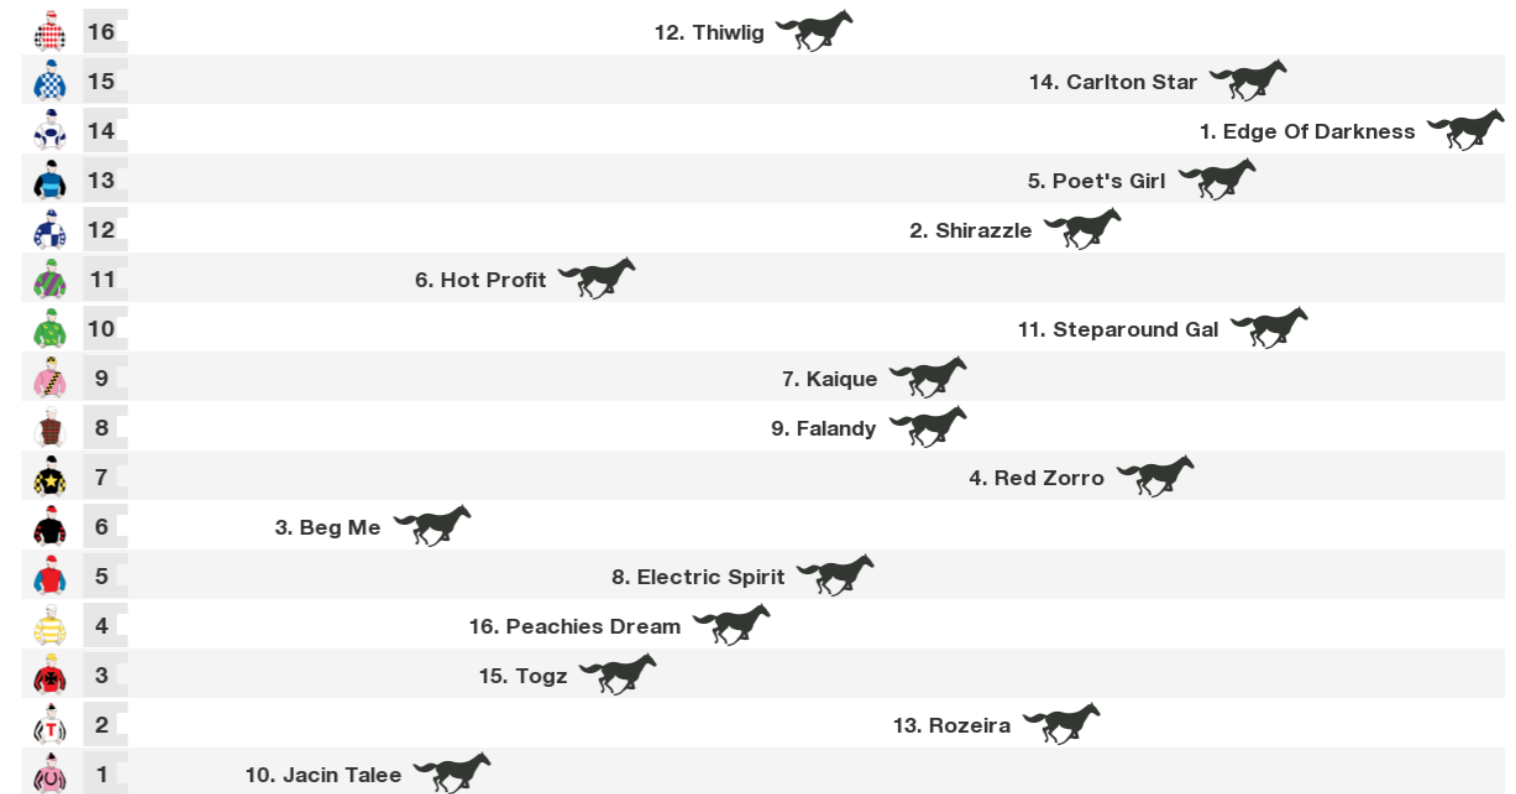 16 12. Thiwlig
15 14. Carlton Star
14 1. Edge Of Darkness
13 5. Poet's Girl
12 2. Shirazzle
11 6. Hot Profit
10 11. Steparound Gal
9 7. Kaique
8 9. Falandy
7 4. Red Zorro
6 3. Beg Me
5 8. Electric Spirit
4 16. Peachies Dream
3 15. Togz
T
2 13. Rozeira
1 10. Jacin Talee